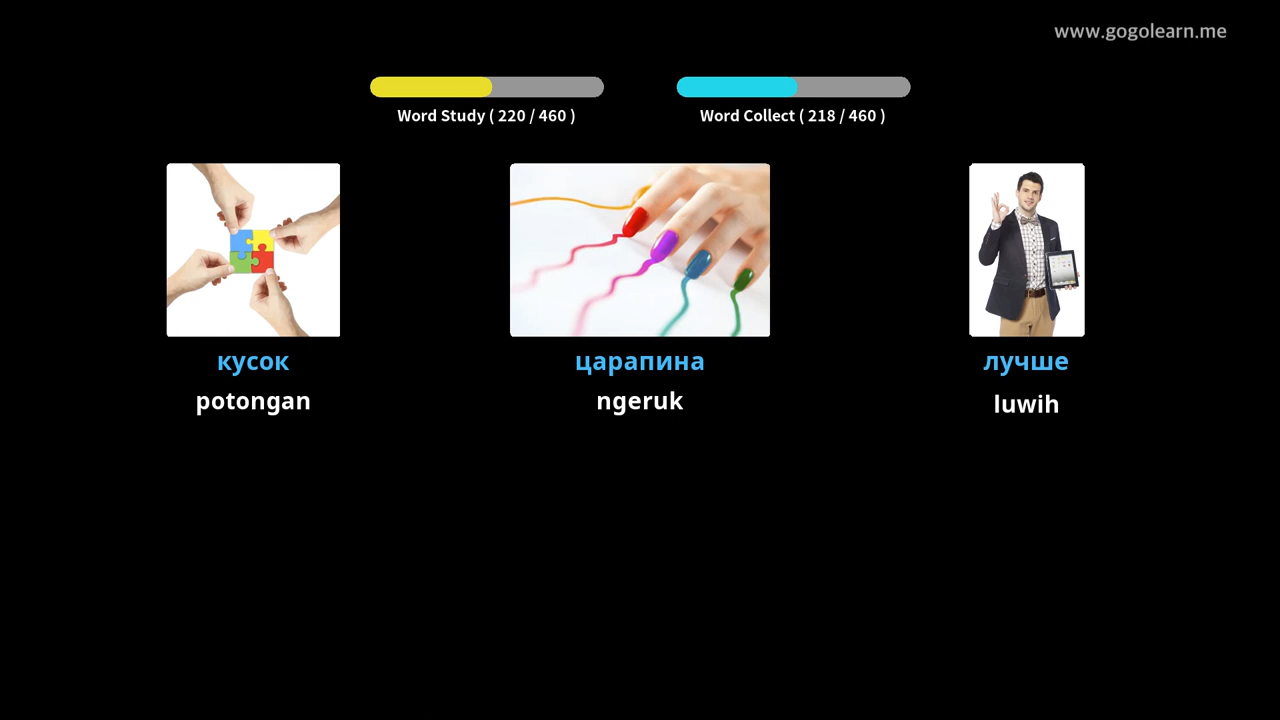 www.gogolearn.me
Word Study ( 220 / 460 )
Word Collect ( 218 / 460 )
кусок
царапина
лучше
potongan
ngeruk
luwih